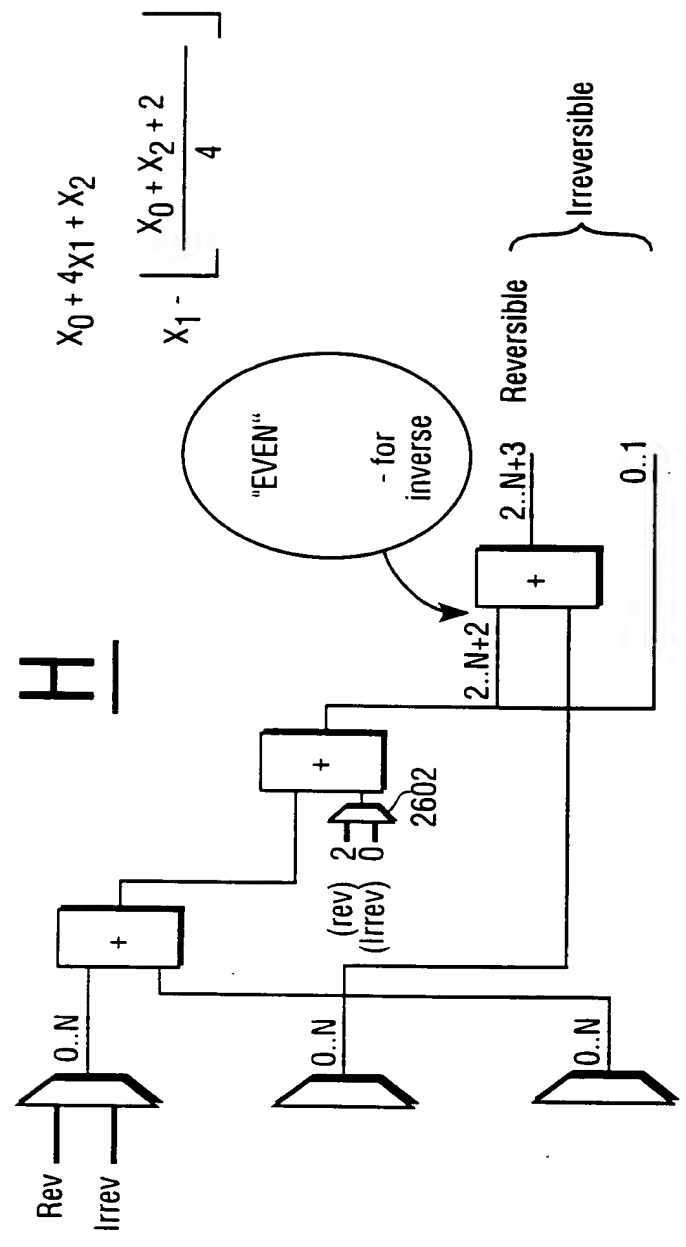 H
X0 + 4X1 + X2
X1 - ⌊ X0 + X2 + 2 ⌋
4
Rev
Irrev
0..N
+
0..N
0..N
(rev) 2
(Irrev) 0
+
2602
"EVEN"
- for
inverse
2..N+2
+
2..N+3
0..1
Reversible
Irreversible